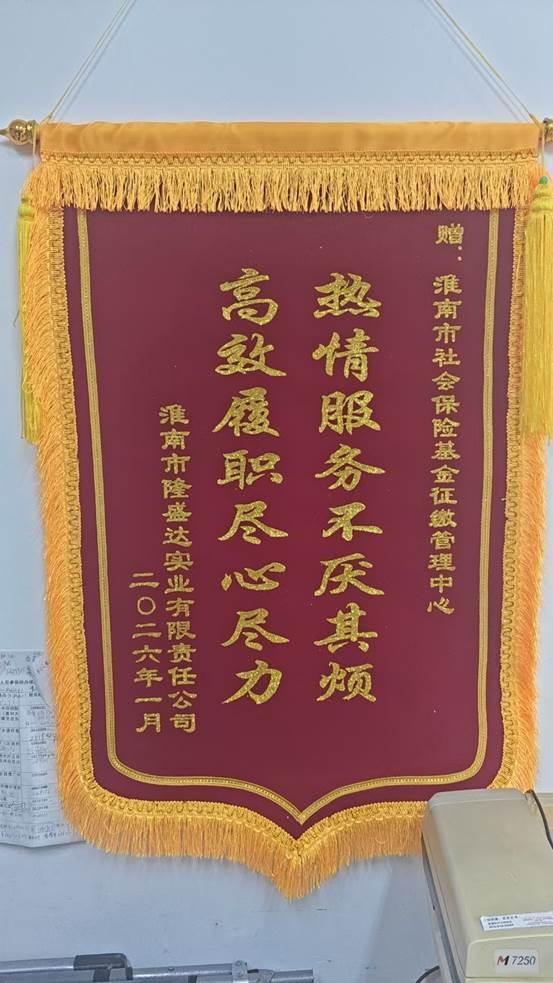 赠：淮南市社会保险基金征缴管理中心
热情服务不厌其烦
高效履职尽心尽力
淮南市隆盛达实业有限责任公司
二〇二六年一月
M 7250